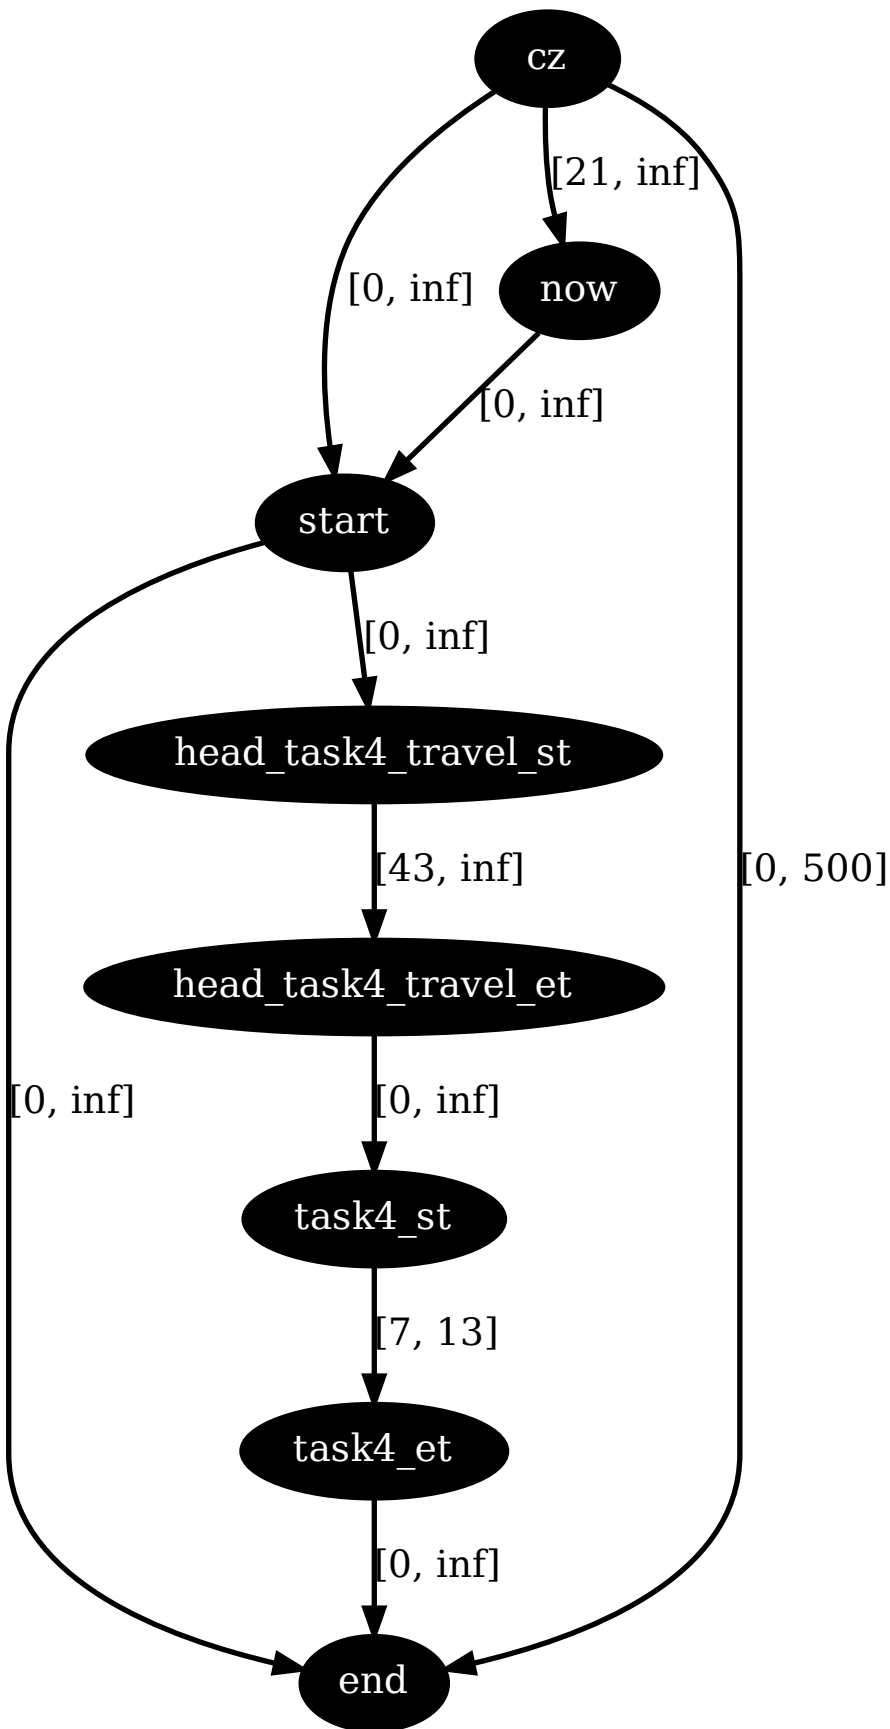 cz
[21, inf]
[0, inf]
now
[0, inf]
start
[0, inf]
head_task4_travel_st
[43, inf]
[0, 500]
head_task4_travel_et
[0, inf]
[0, inf]
task4_st
[7, 13]
task4_et
[0, inf]
end